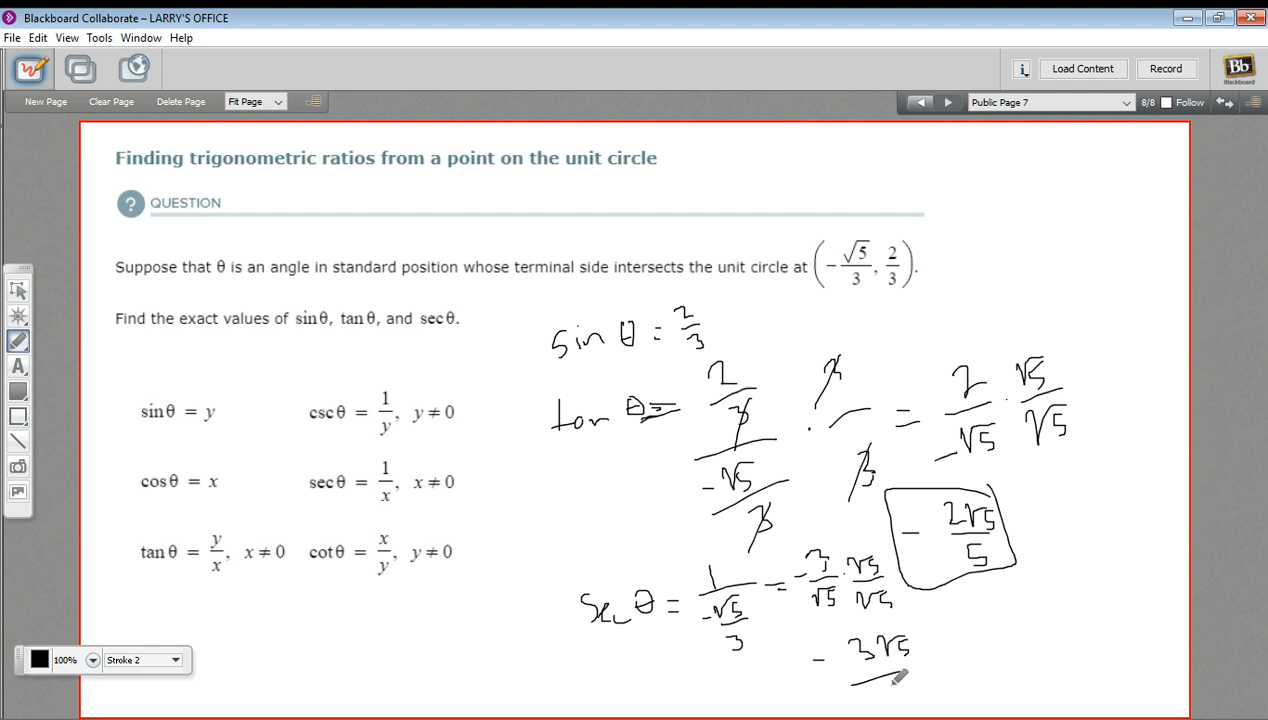 Blackboard Collaborate – LARRY'S OFFICE
File Edit View Tools Window Help
Load Content Record Bb Blackboard
New Page Clear Page Delete Page Fit Page Public Page 7 8/8 Follow
Finding trigonometric ratios from a point on the unit circle
? QUESTION
Suppose that θ is an angle in standard position whose terminal side intersects the unit circle at (-√5/3, 2/3).
Find the exact values of sinθ, tanθ, and secθ.
sinθ = y cscθ = 1/y, y ≠ 0
cosθ = x secθ = 1/x, x ≠ 0
tanθ = y/x, x ≠ 0 cotθ = x/y, y ≠ 0
sin θ = 2/3
tan θ = (2/3)/(-√5/3) · 3/3 = 2/-√5 · √5/√5
- 2√5/5
sec θ = 1/(-√5/3) = -3/√5 · √5/√5
- 3√5/
A
100% Stroke 2